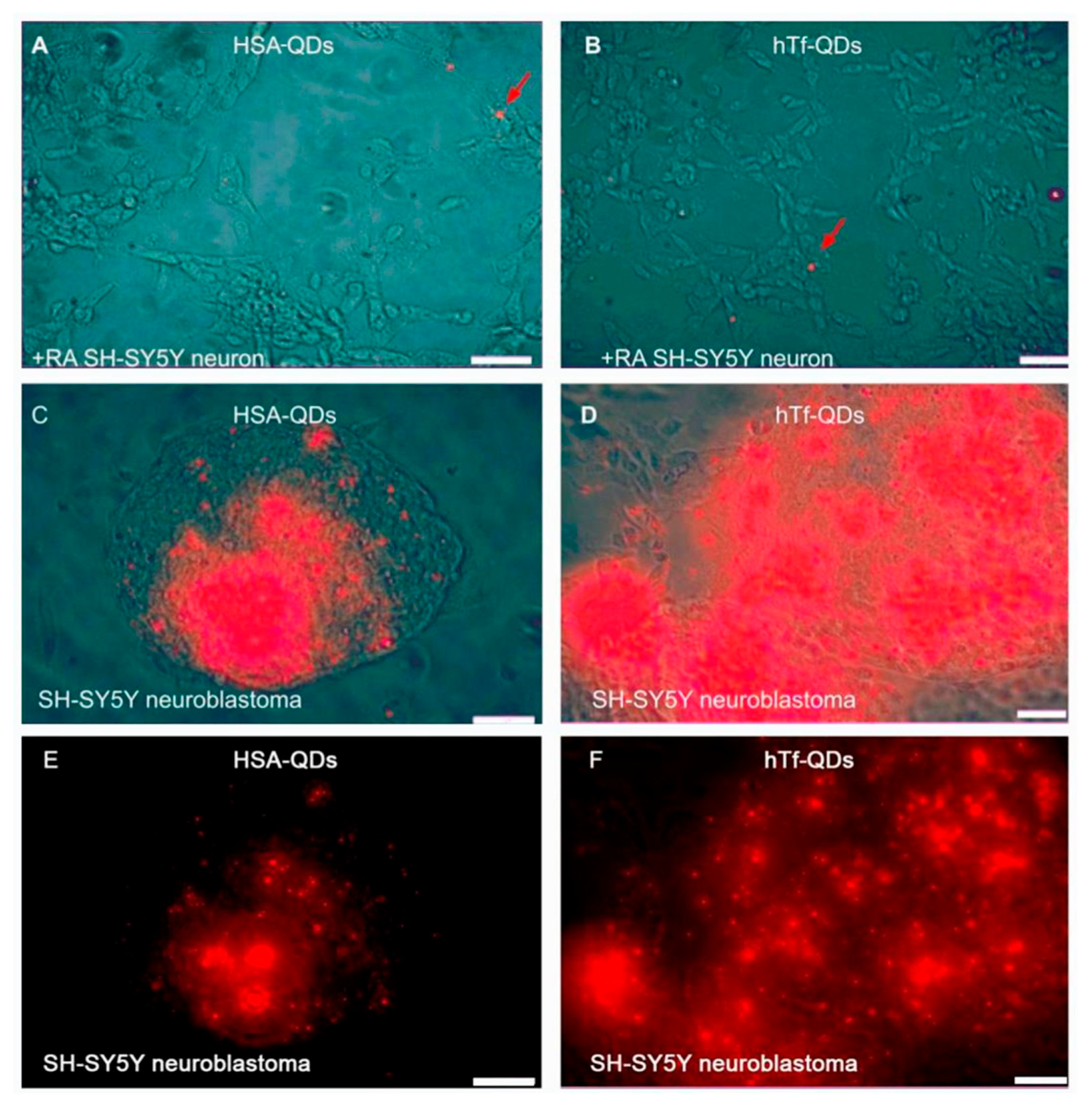 A
HSA-QDs
+RA SH-SY5Y neuron
B
hTf-QDs
+RA SH-SY5Y neuron
C
HSA-QDs
SH-SY5Y neuroblastoma
D
hTf-QDs
SH-SY5Y neuroblastoma
E
HSA-QDs
SH-SY5Y neuroblastoma
F
hTf-QDs
SH-SY5Y neuroblastoma